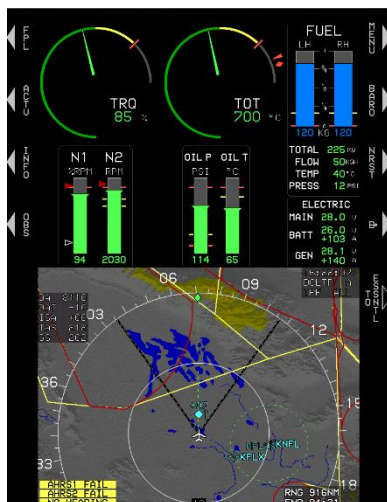 FPL
ACTV
INFO
OBS
MENU
BARO
NRST
TRQ
85 %
TOT
700 °C
FUEL
LH RH
120 KG 120
TOTAL 225 KG
FLOW 50 KGH
TEMP 40°
PRESS 12 PSI
ELECTRIC
MAIN 28.0 V
BATT 26.0 V
+103 A
GEN 28.1 V
+140 A
N1 N2
%RPM RPM
94 2030
OIL P OIL T
PSI °C
114 65
06
09
03
12
36
33
18
KNFL
KFLX
AHRS1 FAIL
AHRS2 FAIL
RNG 916NM